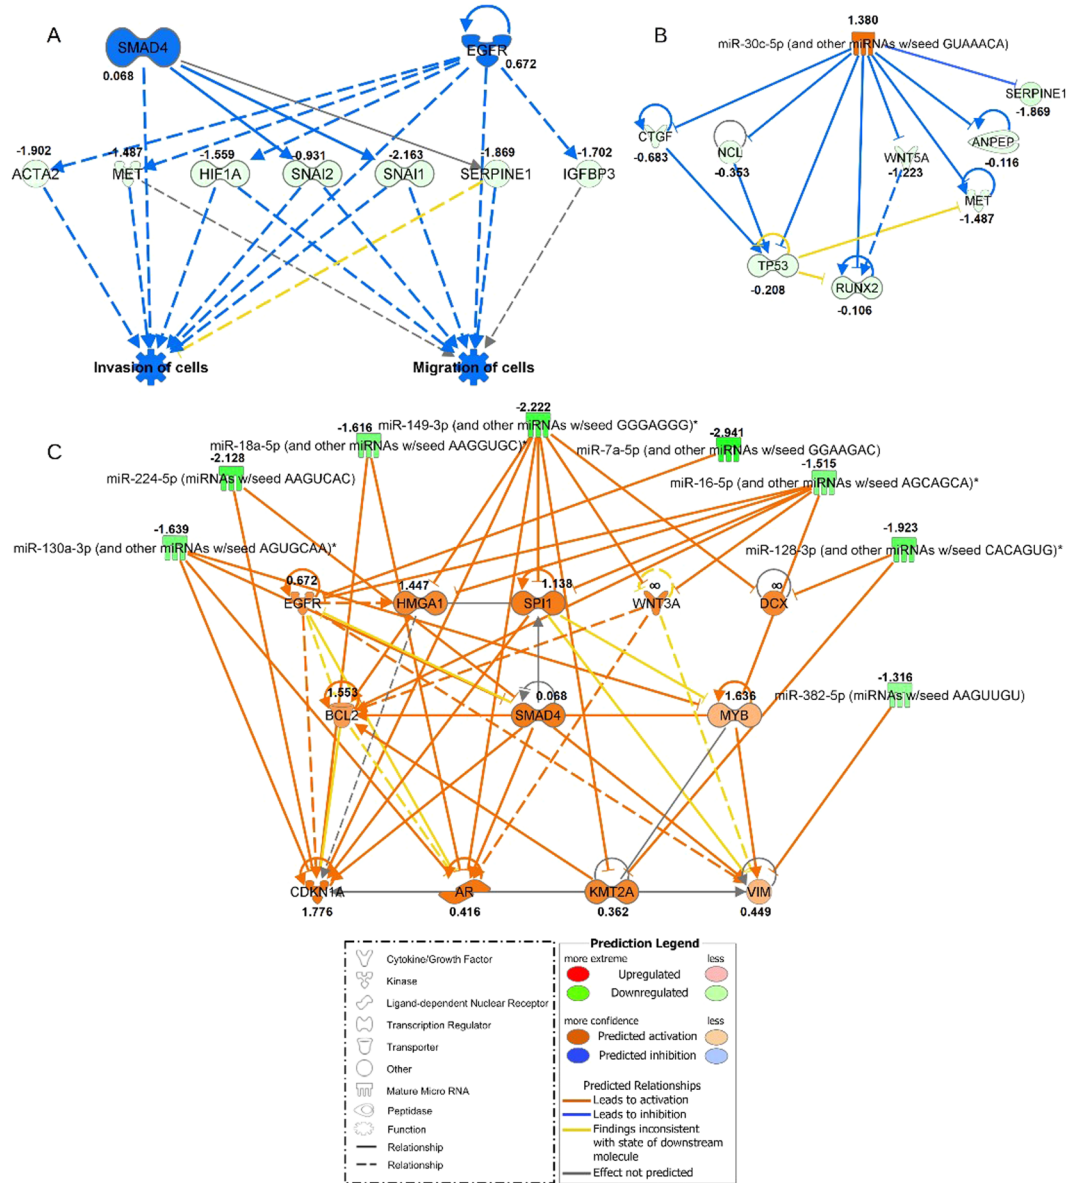 A
SMAD4
0.068
EGFR
0.672
-1.902
ACTA2
-1.487
MET
-1.559
HIF1A
-0.931
SNAI2
-2.163
SNAI1
-1.869
SERPINE1
-1.702
IGFBP3
Invasion of cells
Migration of cells
B
1.380
miR-30c-5p (and other miRNAs w/seed GUAAACA)
SERPINE1
-1.869
CTGF
-0.683
NCL
-0.353
WNT5A
-1.223
ANPEP
-0.116
MET
-1.487
TP53
-0.208
RUNX2
-0.106
C
-2.222
miR-149-3p (and other miRNAs w/seed GGGAGGG)*
-1.616
miR-18a-5p (and other miRNAs w/seed AAGGUGC)*
-2.941
miR-7a-5p (and other miRNAs w/seed GGAAGAC)
-2.128
miR-224-5p (miRNAs w/seed AAGUCAC)
-1.515
miR-16-5p (and other miRNAs w/seed AGCAGCA)*
-1.639
miR-130a-3p (and other miRNAs w/seed AGUGCAA)*
-1.923
miR-128-3p (and other miRNAs w/seed CACAGUG)*
0.672
EGFR
1.447
HMGA1
1.138
SPI1
∞
WNT3A
∞
DCX
1.553
BCL2
0.068
SMAD4
1.636
MYB
-1.316
miR-382-5p (miRNAs w/seed AAGUUGU)
CDKN1A
1.776
AR
0.416
KMT2A
0.362
VIM
0.449
Cytokine/Growth Factor
Kinase
Ligand-dependent Nuclear Receptor
Transcription Regulator
Transporter
Other
Mature Micro RNA
Peptidase
Function
Relationship
Relationship
Prediction Legend
more extreme less
Upregulated
Downregulated
more confidence less
Predicted activation
Predicted inhibition
Predicted Relationships
Leads to activation
Leads to inhibition
Findings inconsistent
with state of downstream
molecule
Effect not predicted